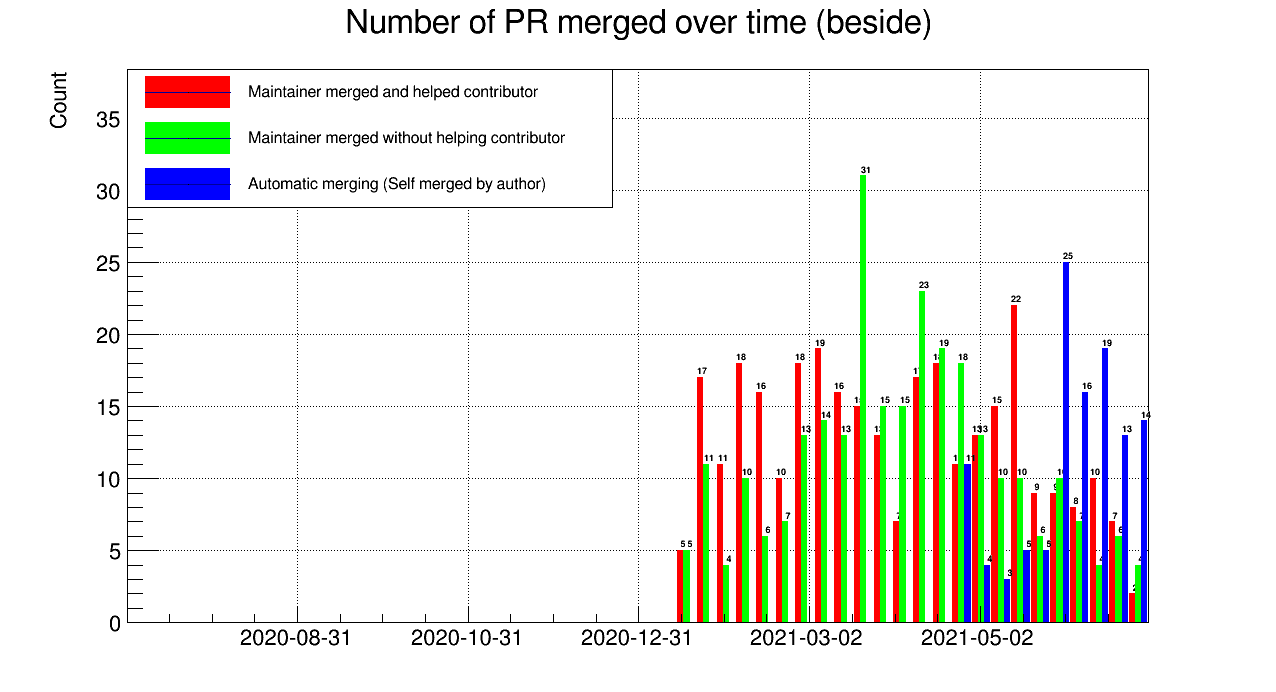 Number of PR merged over time (beside)
Count
Maintainer merged and helped contributor
Maintainer merged without helping contributor
Automatic merging (Self merged by author)
35
30
25
20
15
10
5
0
31
25
23
22
19 19 19
18 18 18 18
17
16 16 16
15 15 15
14 14
13 13 13 13 13
11 11
10 10 10 10 10
9
8
7 7
6 6
5 5 5
4 4
3
2020-08-31 2020-10-31 2020-12-31 2021-03-02 2021-05-02